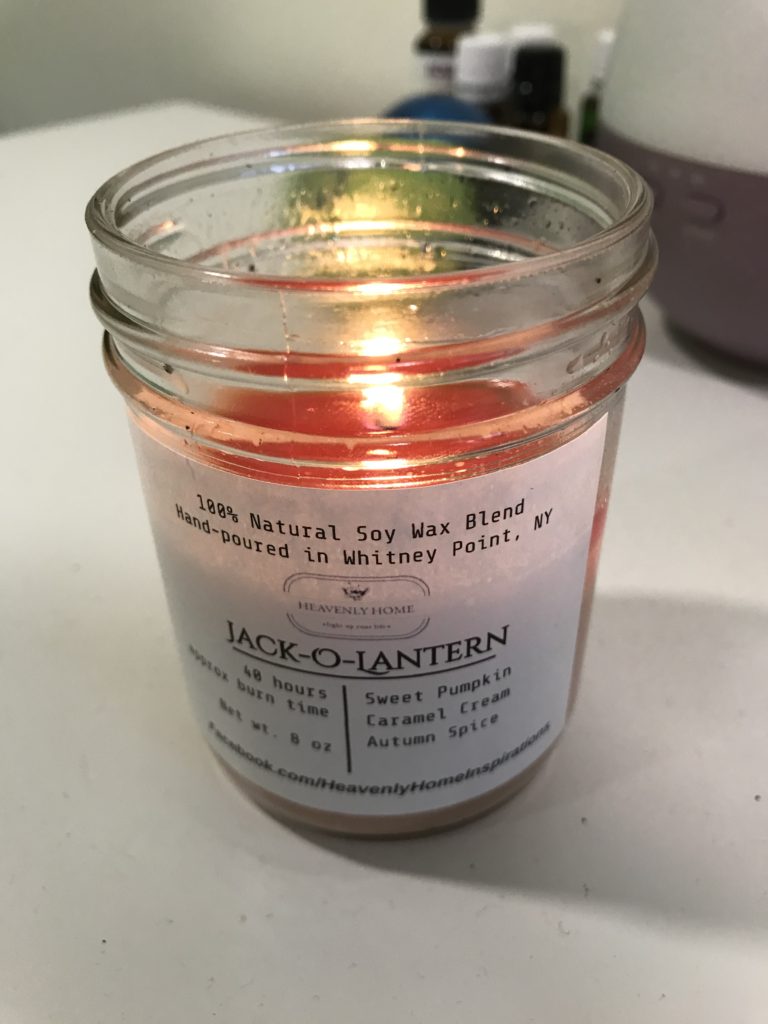 100% Natural Soy Wax Blend
Hand-poured in Whitney Point, NY
HEAVENLY HOME
JACK-O-LANTERN
40 hours
approx burn time
Net wt. 8 oz
Sweet Pumpkin
Caramel Cream
Autumn Spice
Facebook.com/HeavenlyHomeInspirations